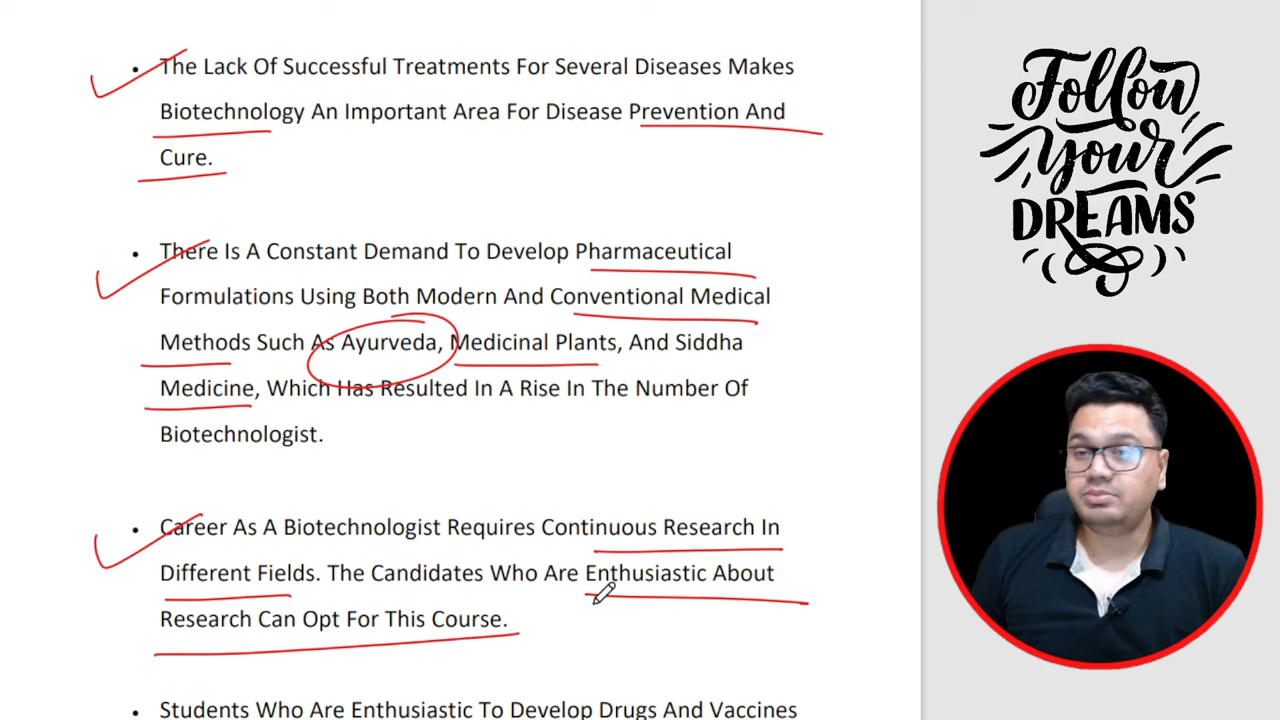 • The Lack Of Successful Treatments For Several Diseases Makes
Biotechnology An Important Area For Disease Prevention And
Cure.
• There Is A Constant Demand To Develop Pharmaceutical
Formulations Using Both Modern And Conventional Medical
Methods Such As Ayurveda, Medicinal Plants, And Siddha
Medicine, Which Has Resulted In A Rise In The Number Of
Biotechnologist.
• Career As A Biotechnologist Requires Continuous Research In
Different Fields. The Candidates Who Are Enthusiastic About
Research Can Opt For This Course.
• Students Who Are Enthusiastic To Develop Drugs And Vaccines
Follow
Your
DREAMS